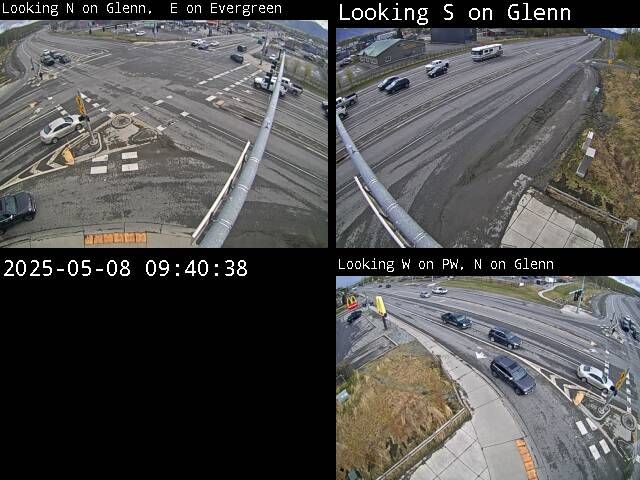 Looking N on Glenn,  E on Evergreen
Looking S on Glenn
2025-05-08 09:40:38
Looking W on PW, N on Glenn